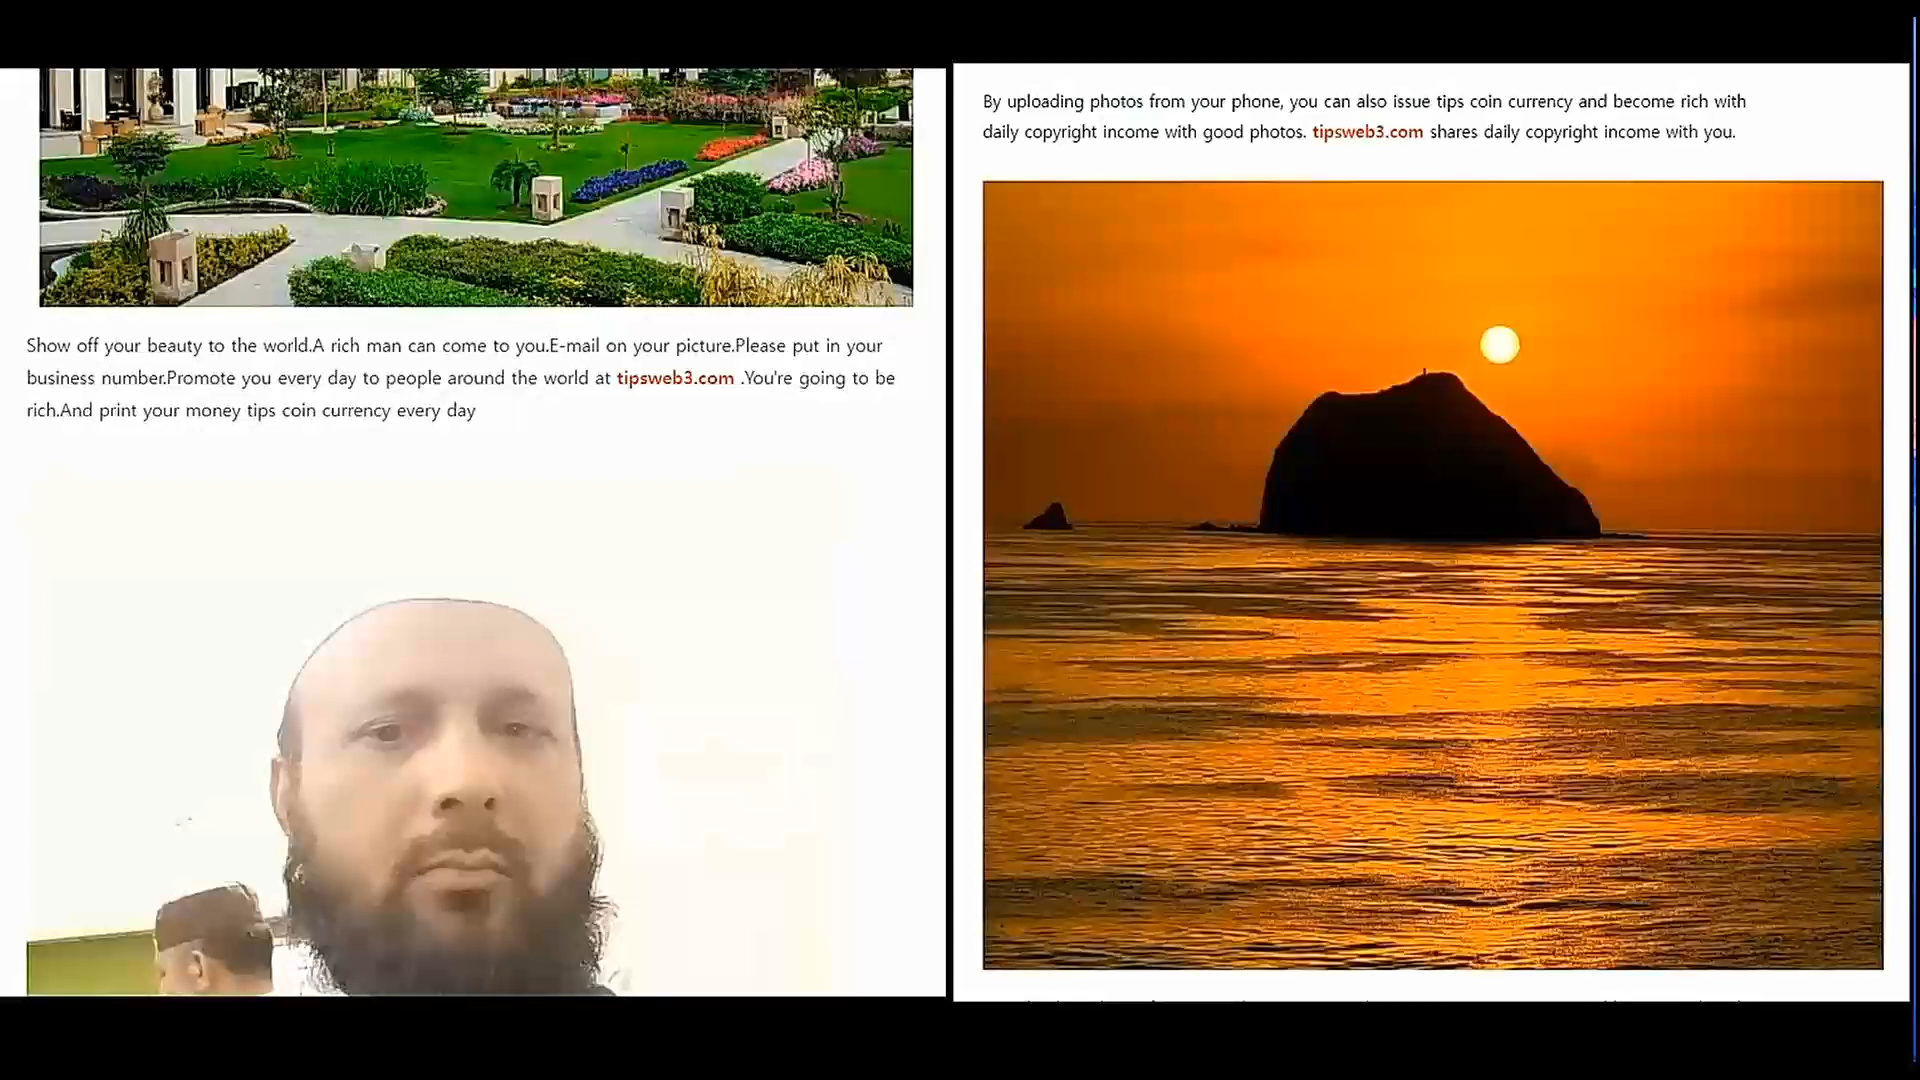 Show off your beauty to the world.A rich man can come to you.E-mail on your picture.Please put in your
business number.Promote you every day to people around the world at tipsweb3.com .You're going to be
rich.And print your money tips coin currency every day
By uploading photos from your phone, you can also issue tips coin currency and become rich with
daily copyright income with good photos. tipsweb3.com shares daily copyright income with you.